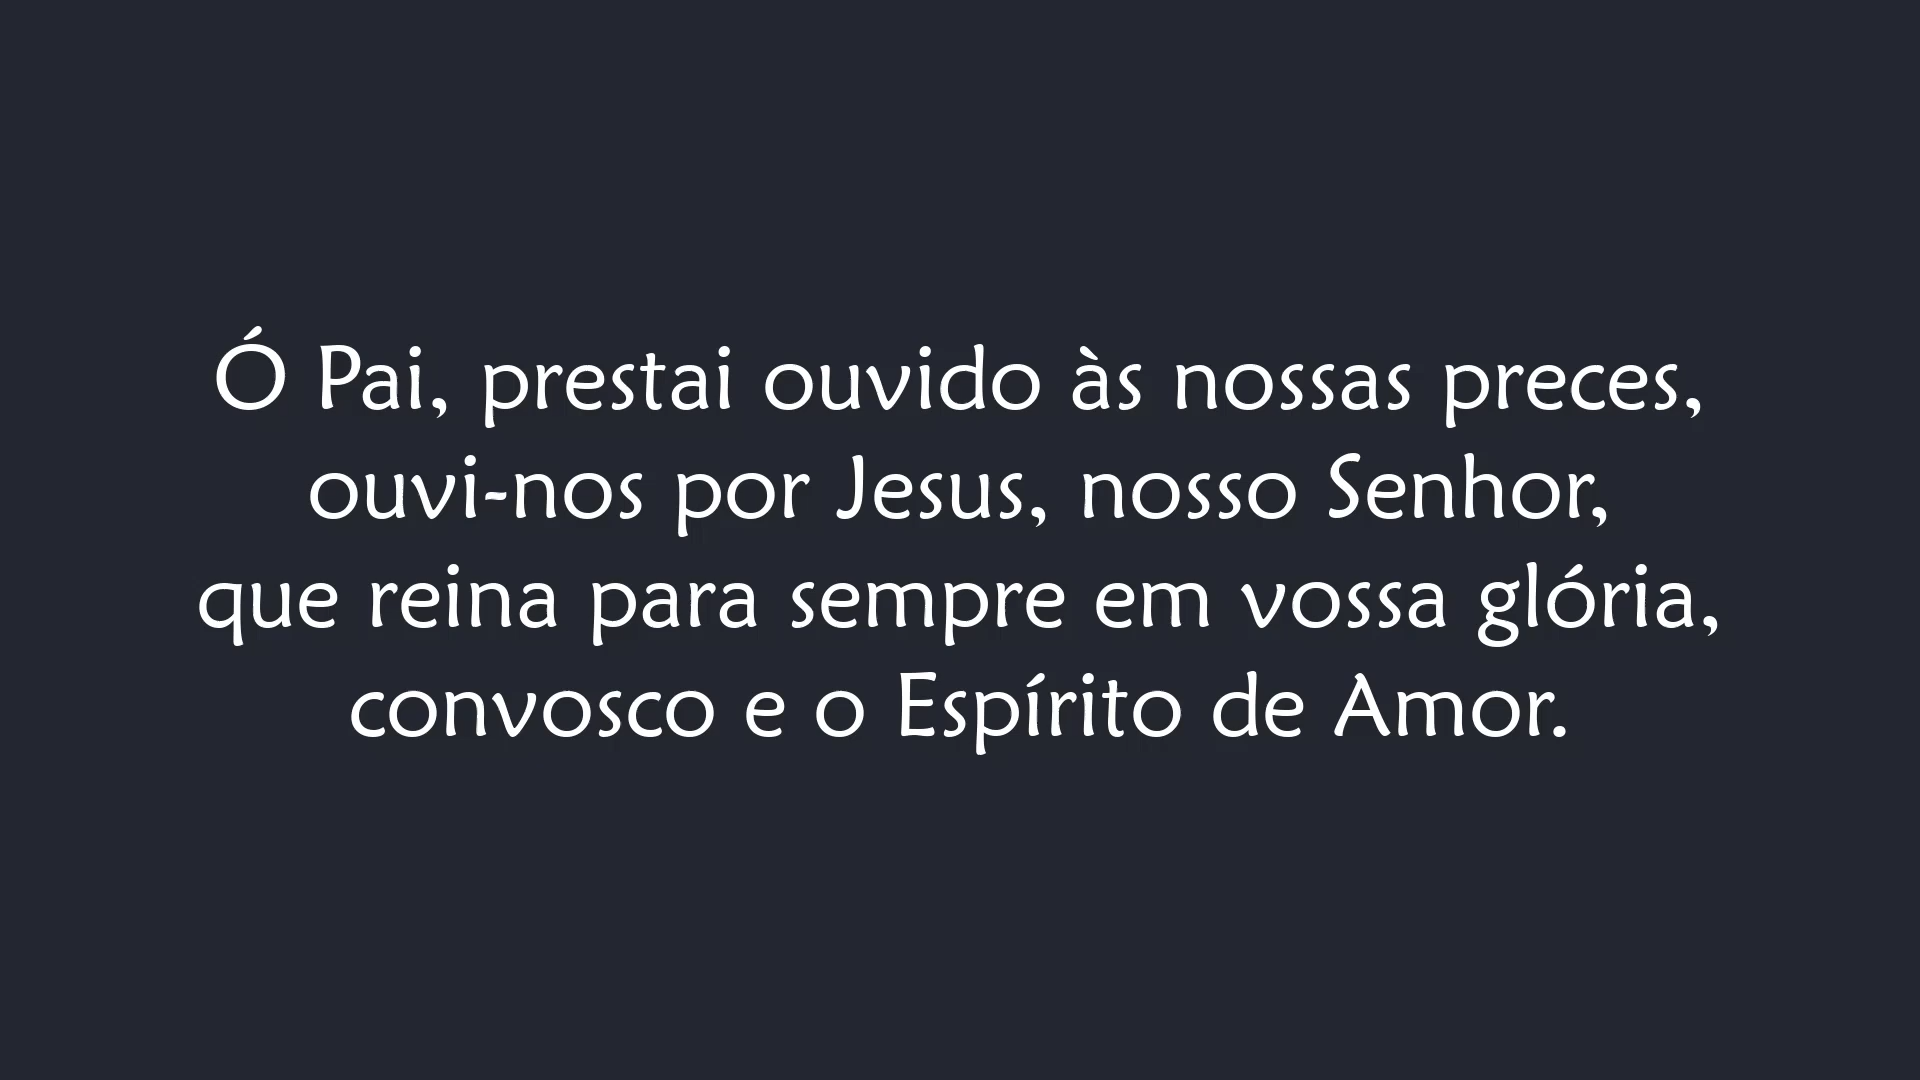 Ó Pai, prestai ouvido às nossas preces,
ouvi-nos por Jesus, nosso Senhor,
que reina para sempre em vossa glória,
convosco e o Espírito de Amor.